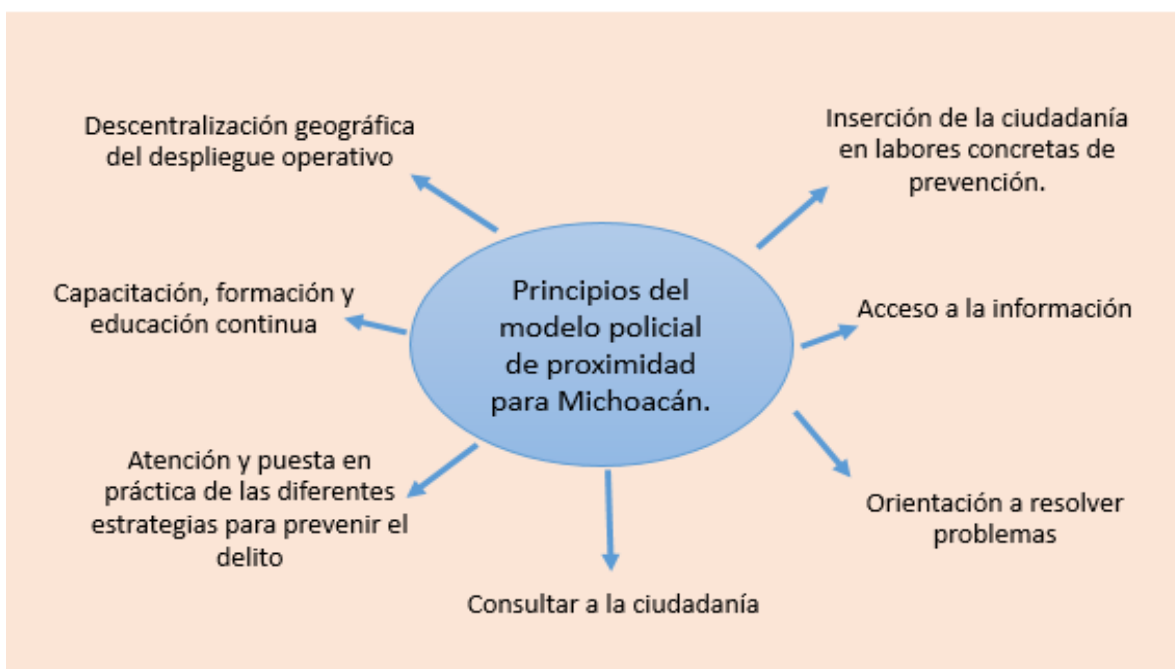 Descentralización geográfica
del despliegue operativo
Inserción de la ciudadanía
en labores concretas de
prevención.
Capacitación, formación y
educación continua
Principios del
modelo policial
de proximidad
para Michoacán.
Acceso a la información
Atención y puesta en
práctica de las diferentes
estrategias para prevenir el
delito
Orientación a resolver
problemas
Consultar a la ciudadanía